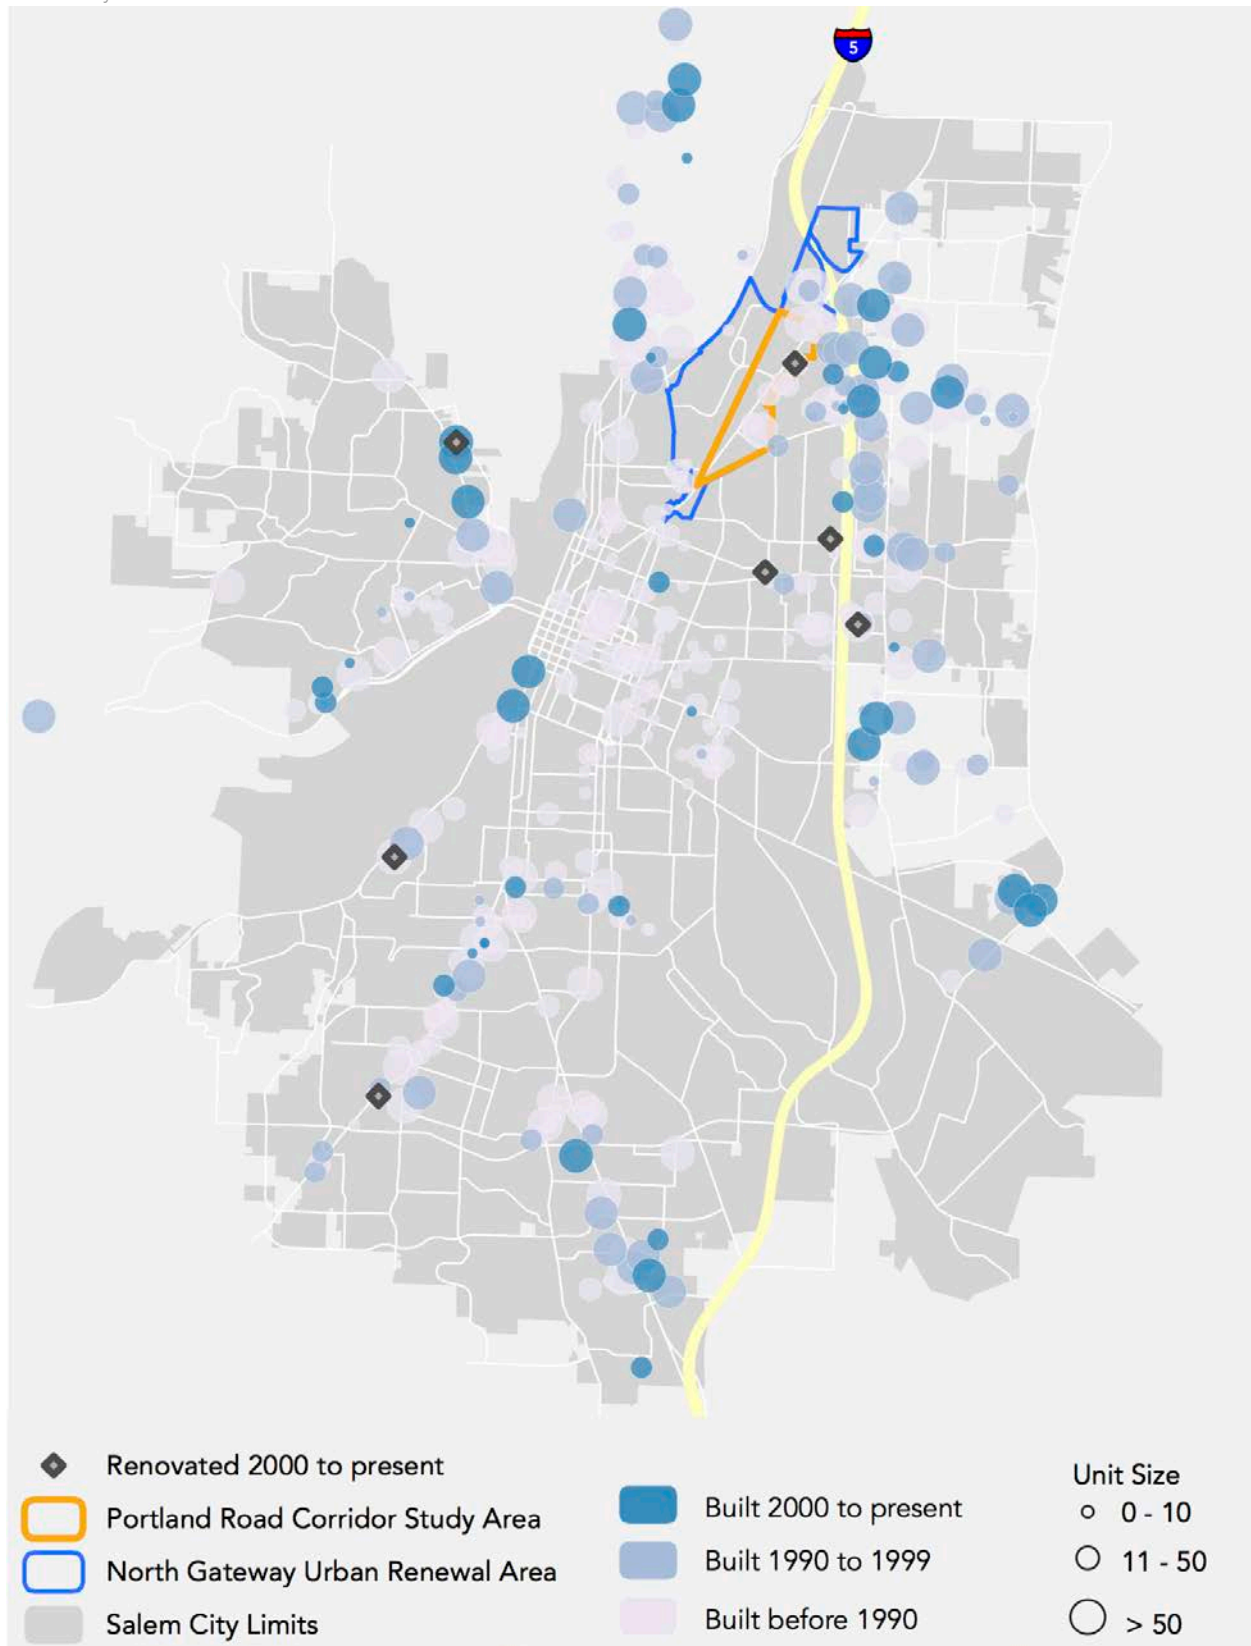 5
Renovated 2000 to present
Portland Road Corridor Study Area
North Gateway Urban Renewal Area
Salem City Limits
Built 2000 to present
Built 1990 to 1999
Built before 1990
Unit Size
0 - 10
11 - 50
> 50